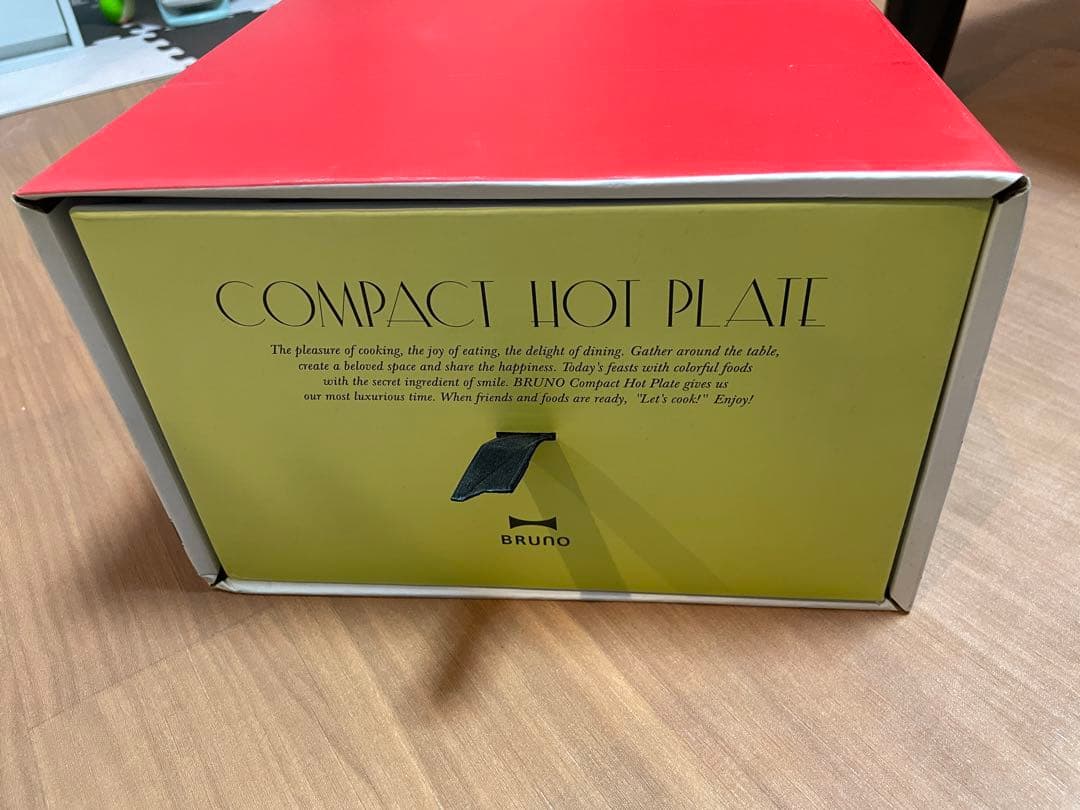 COMPACT HOT PLATE
The pleasure of cooking, the joy of eating, the delight of dining. Gather around the table,
create a beloved space and share the happiness. Today's feasts with colorful foods
with the secret ingredient of smile. BRUNO Compact Hot Plate gives us
our most luxurious time. When friends and foods are ready, "Let's cook!" Enjoy!
BRUNO